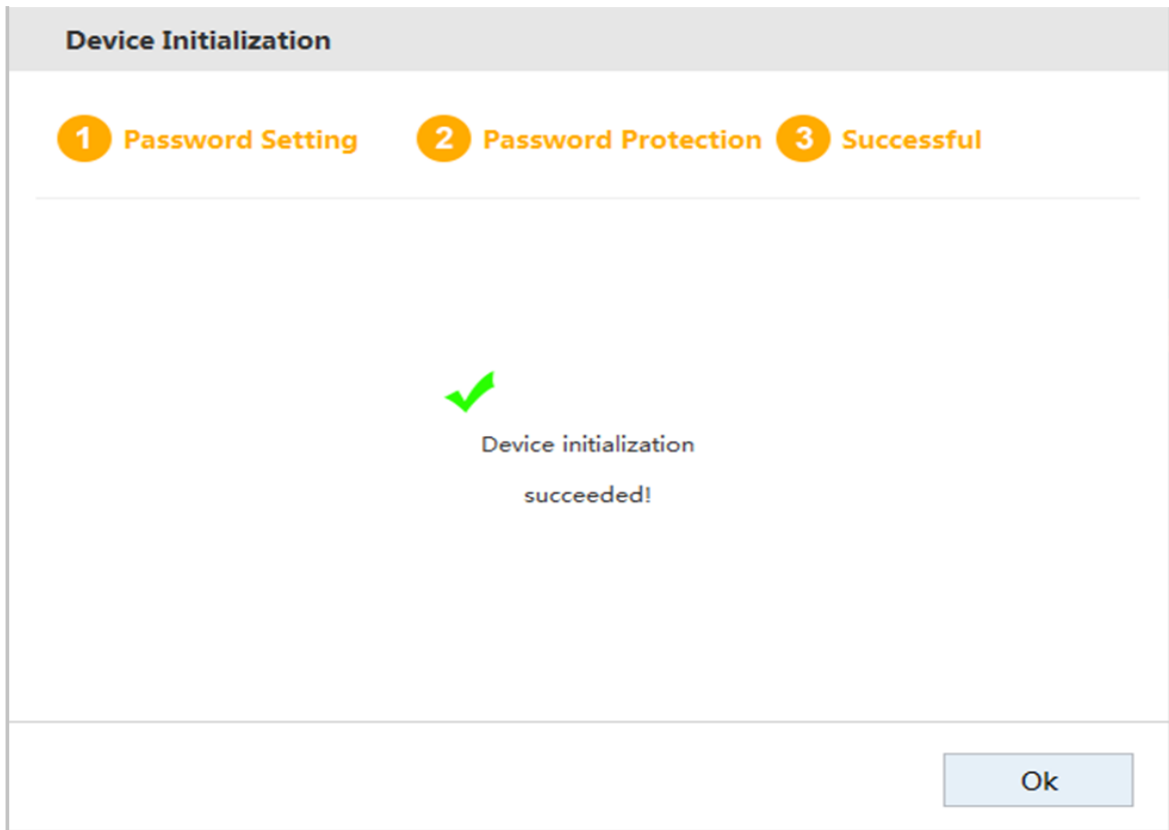 Device Initialization
1 Password Setting 2 Password Protection 3 Successful
Device initialization
succeeded!
Ok